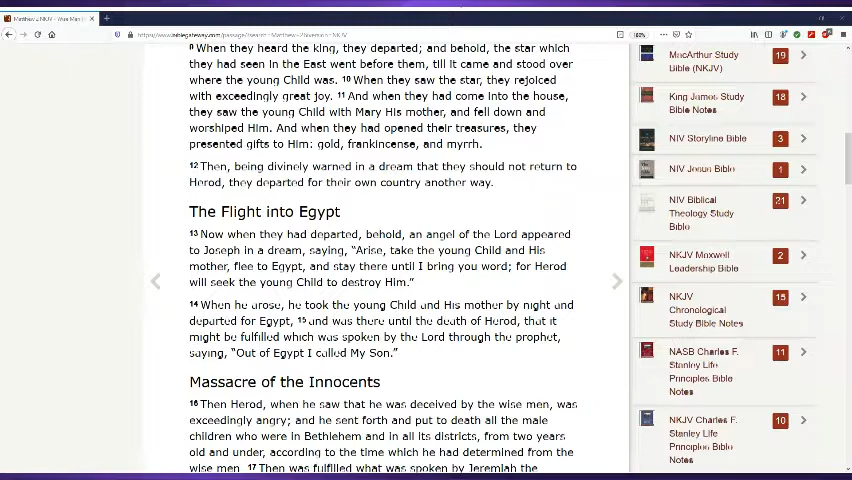 Matthew 2 NKJV - Wise Men
https://www.biblegateway.com/passage/?search=Matthew 2&version=NKJV
9 When they heard the king, they departed; and behold, the star which
they had seen in the East went before them, till it came and stood over
where the young Child was. 10 When they saw the star, they rejoiced
with exceedingly great joy. 11 And when they had come into the house,
they saw the young Child with Mary His mother, and fell down and
worshiped Him. And when they had opened their treasures, they
presented gifts to Him: gold, frankincense, and myrrh.
12 Then, being divinely warned in a dream that they should not return to
Herod, they departed for their own country another way.
The Flight into Egypt
13 Now when they had departed, behold, an angel of the Lord appeared
to Joseph in a dream, saying, “Arise, take the young Child and His
mother, flee to Egypt, and stay there until I bring you word; for Herod
will seek the young Child to destroy Him.”
14 When he arose, he took the young Child and His mother by night and
departed for Egypt, 15 and was there until the death of Herod, that it
might be fulfilled which was spoken by the Lord through the prophet,
saying, “Out of Egypt I called My Son.”
Massacre of the Innocents
16 Then Herod, when he saw that he was deceived by the wise men, was
exceedingly angry; and he sent forth and put to death all the male
children who were in Bethlehem and in all its districts, from two years
old and under, according to the time which he had determined from the
wise men. 17 Then was fulfilled what was spoken by Jeremiah the
MacArthur Study
Bible (NKJV)
19
King James Study
Bible Notes
18
NIV Storyline Bible
3
NIV Jesus Bible
1
NIV Biblical
Theology Study
Bible
21
NKJV Maxwell
Leadership Bible
2
NKJV
Chronological
Study Bible Notes
15
NASB Charles F.
Stanley Life
Principles Bible
Notes
11
NKJV Charles F.
Stanley Life
Principles Bible
Notes
10